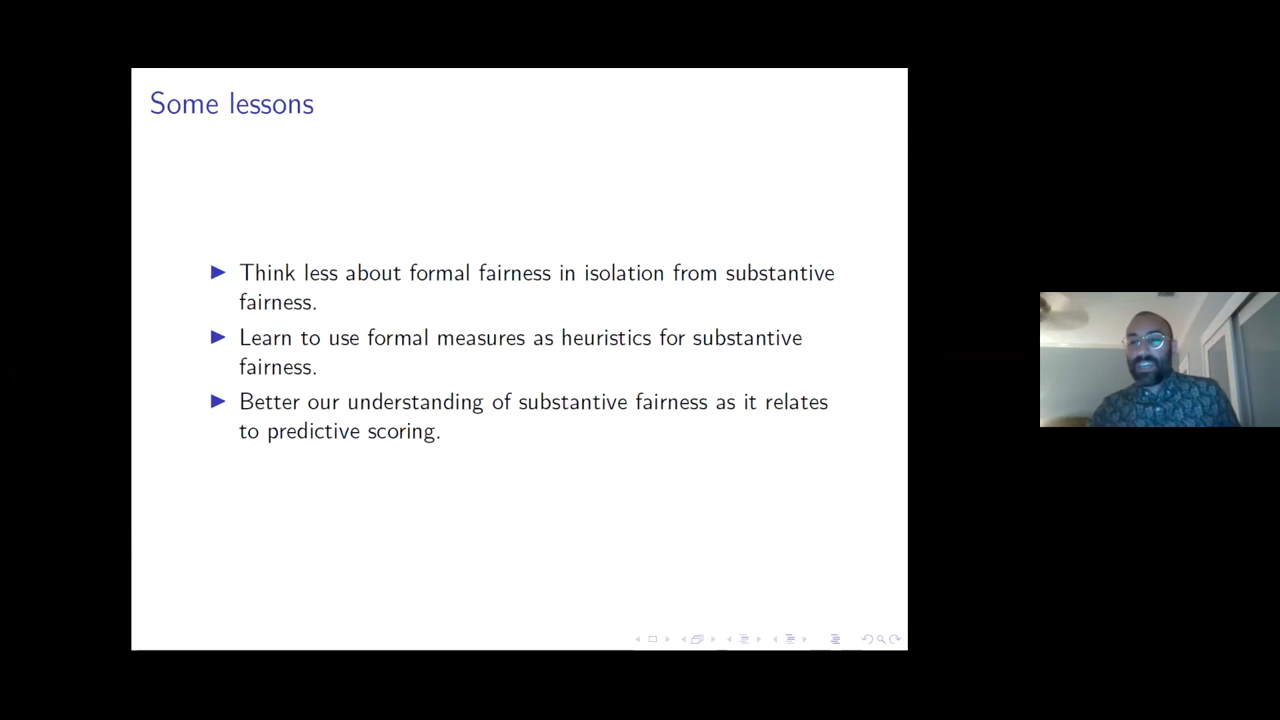 Some lessons
Think less about formal fairness in isolation from substantive
fairness.
Learn to use formal measures as heuristics for substantive
fairness.
Better our understanding of substantive fairness as it relates
to predictive scoring.